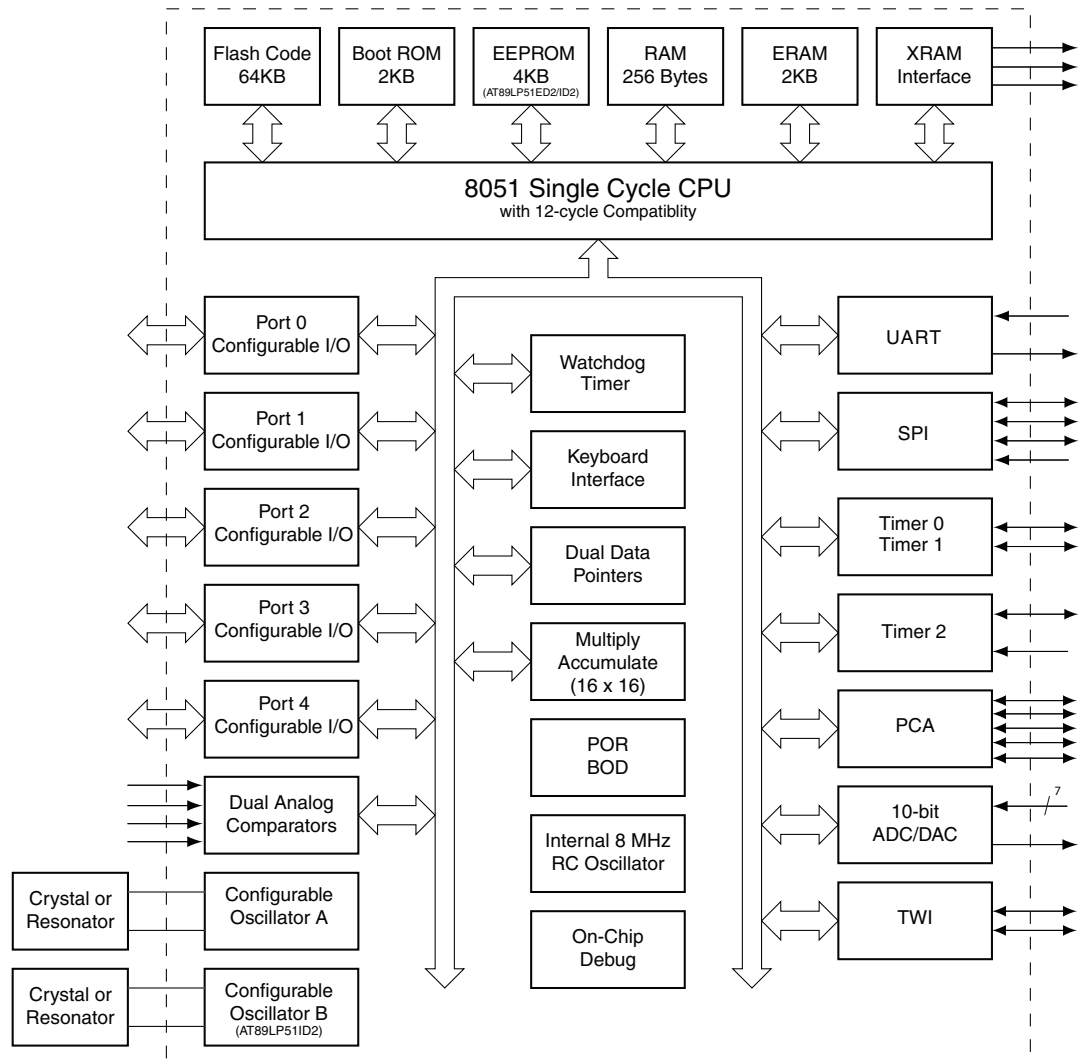 Flash Code
64KB
Boot ROM
2KB
EEPROM
4KB
(AT89LP51ED2/ID2)
RAM
256 Bytes
ERAM
2KB
XRAM
Interface
8051 Single Cycle CPU
with 12-cycle Compatiblity
Port 0
Configurable I/O
Port 1
Configurable I/O
Port 2
Configurable I/O
Port 3
Configurable I/O
Port 4
Configurable I/O
Dual Analog
Comparators
Crystal or
Resonator
Configurable
Oscillator A
Crystal or
Resonator
Configurable
Oscillator B
(AT89LP51ID2)
Watchdog
Timer
Keyboard
Interface
Dual Data
Pointers
Multiply
Accumulate
(16 x 16)
POR
BOD
Internal 8 MHz
RC Oscillator
On-Chip
Debug
UART
SPI
Timer 0
Timer 1
Timer 2
PCA
10-bit
ADC/DAC
7
TWI